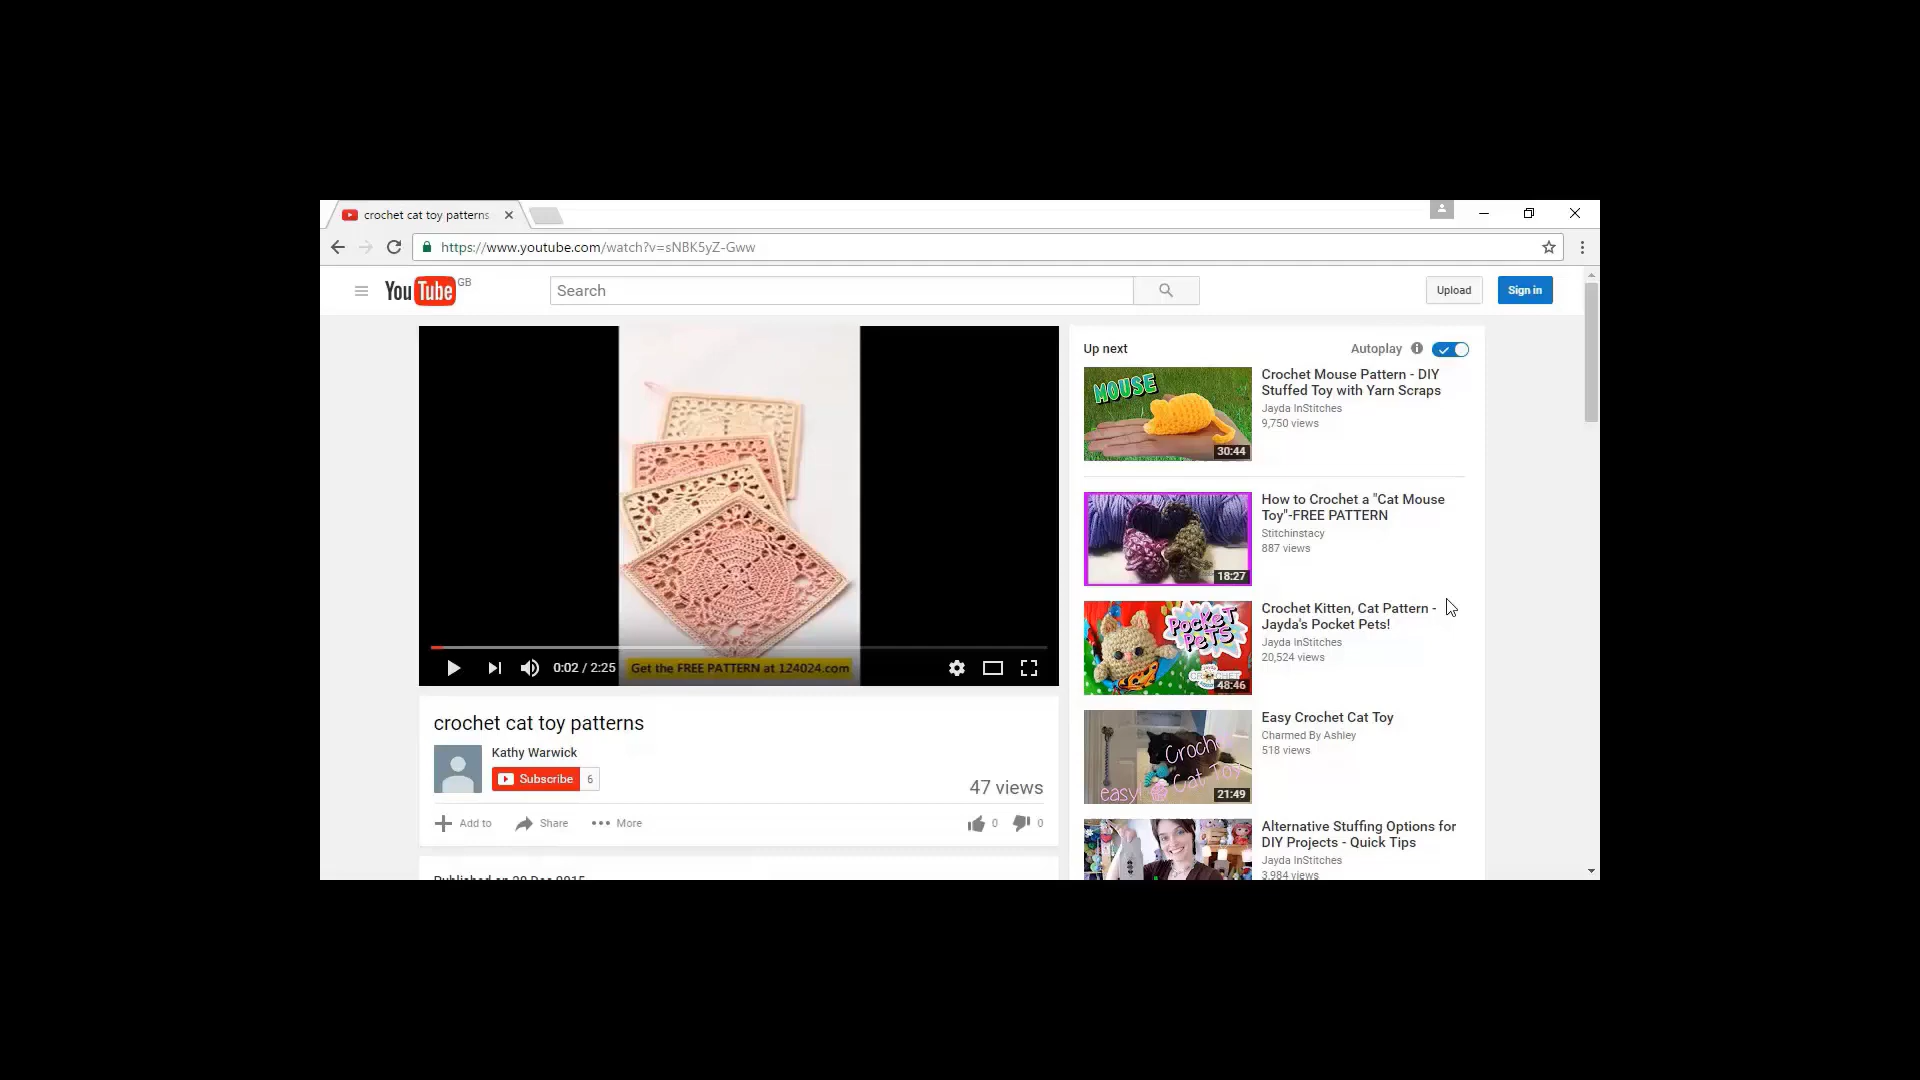 crochet cat toy patterns
https://www.youtube.com/watch?v=sNBK5yZ-Gww
YouTube GB
Search
Upload
Sign in
0:02 / 2:25
Get the FREE PATTERN at 124024.com
crochet cat toy patterns
Kathy Warwick
Subscribe 6
47 views
Add to
Share
More
0
0
Up next
Autoplay
MOUSE
30:44
Crochet Mouse Pattern - DIY
Stuffed Toy with Yarn Scraps
Jayda InStitches
9,750 views
18:27
How to Crochet a "Cat Mouse
Toy"-FREE PATTERN
Stitchinstacy
887 views
POCKET
PETS
48:46
Crochet Kitten, Cat Pattern -
Jayda's Pocket Pets!
Jayda InStitches
20,524 views
Crochet
Cat Toy
easy!
21:49
Easy Crochet Cat Toy
Charmed By Ashley
518 views
Alternative Stuffing Options for
DIY Projects - Quick Tips
Jayda InStitches
3,984 views